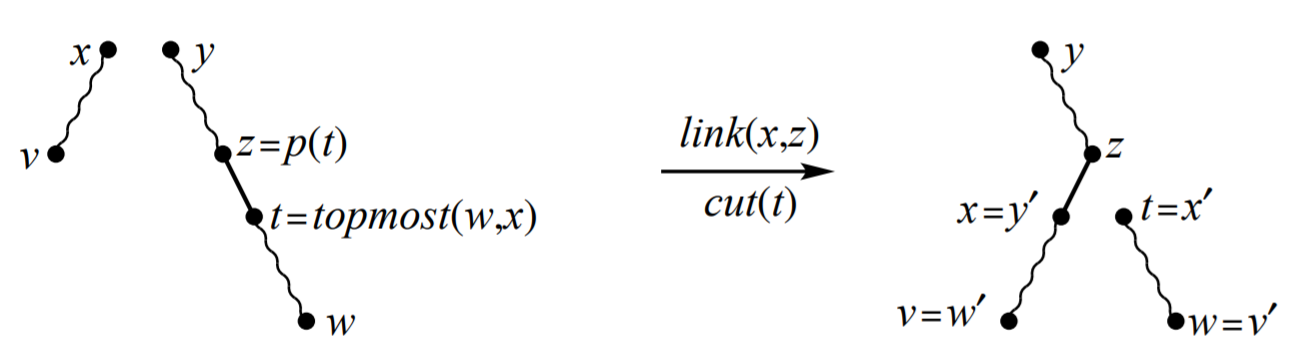 x
y
v
z=p(t)
t=topmost(w,x)
w
link(x,z)
cut(t)
y
z
x=y′
t=x′
v=w′
w=v′